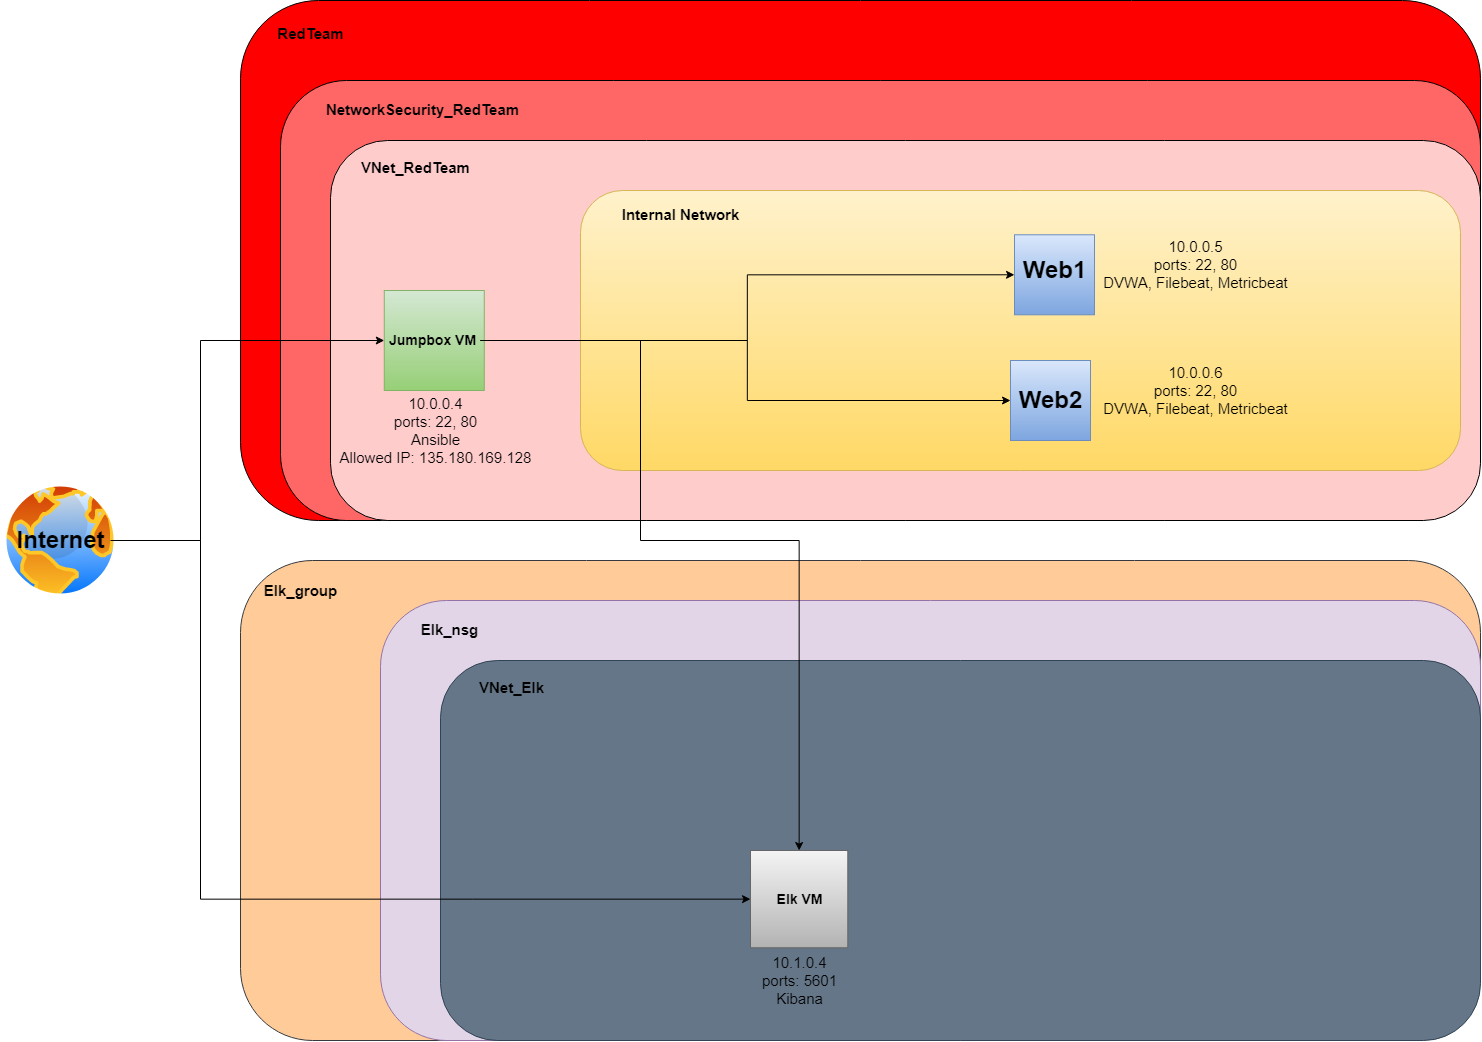 RedTeam
NetworkSecurity_RedTeam
VNet_RedTeam
Internal Network
Web1
10.0.0.5
ports: 22, 80
DVWA, Filebeat, Metricbeat
Jumpbox VM
10.0.0.4
ports: 22, 80
Ansible
Allowed IP: 135.180.169.128
Web2
10.0.0.6
ports: 22, 80
DVWA, Filebeat, Metricbeat
Internet
Elk_group
Elk_nsg
VNet_Elk
Elk VM
10.1.0.4
ports: 5601
Kibana